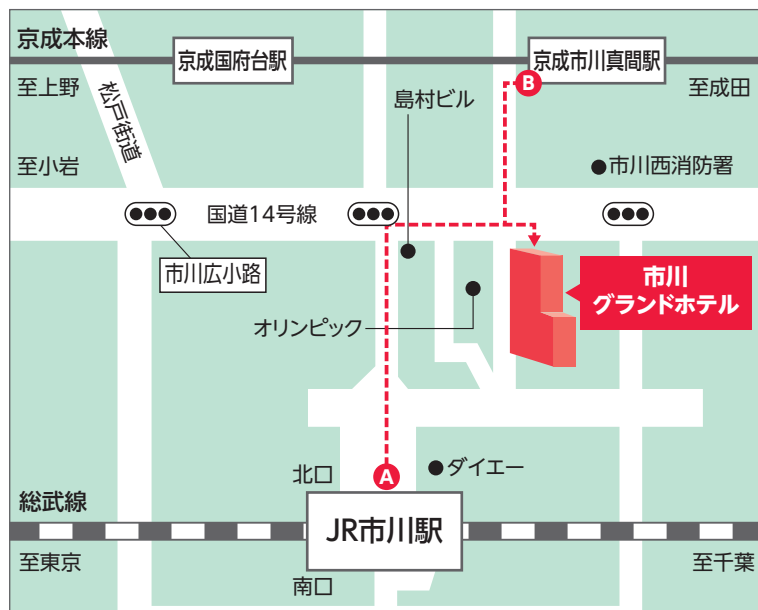 京成本線
京成国府台駅
京成市川真間駅
至上野
B
至成田
松戸街道
島村ビル
至小岩
市川西消防署
国道14号線
市川広小路
市川
グランドホテル
オリンピック
北口
A
ダイエー
総武線
JR市川駅
至東京
至千葉
南口